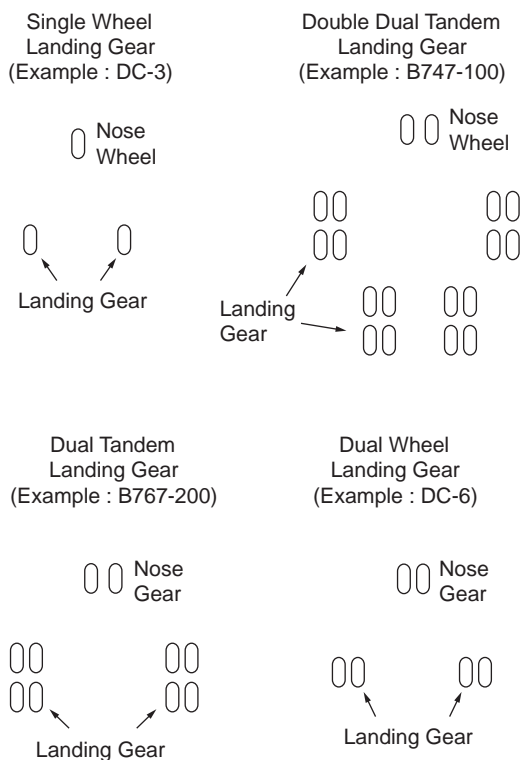 Single Wheel
Landing Gear
(Example : DC-3)
Nose
Wheel
Landing Gear
Double Dual Tandem
Landing Gear
(Example : B747-100)
Nose
Wheel
Landing
Gear
Dual Tandem
Landing Gear
(Example : B767-200)
Nose
Gear
Landing Gear
Dual Wheel
Landing Gear
(Example : DC-6)
Nose
Gear
Landing Gear